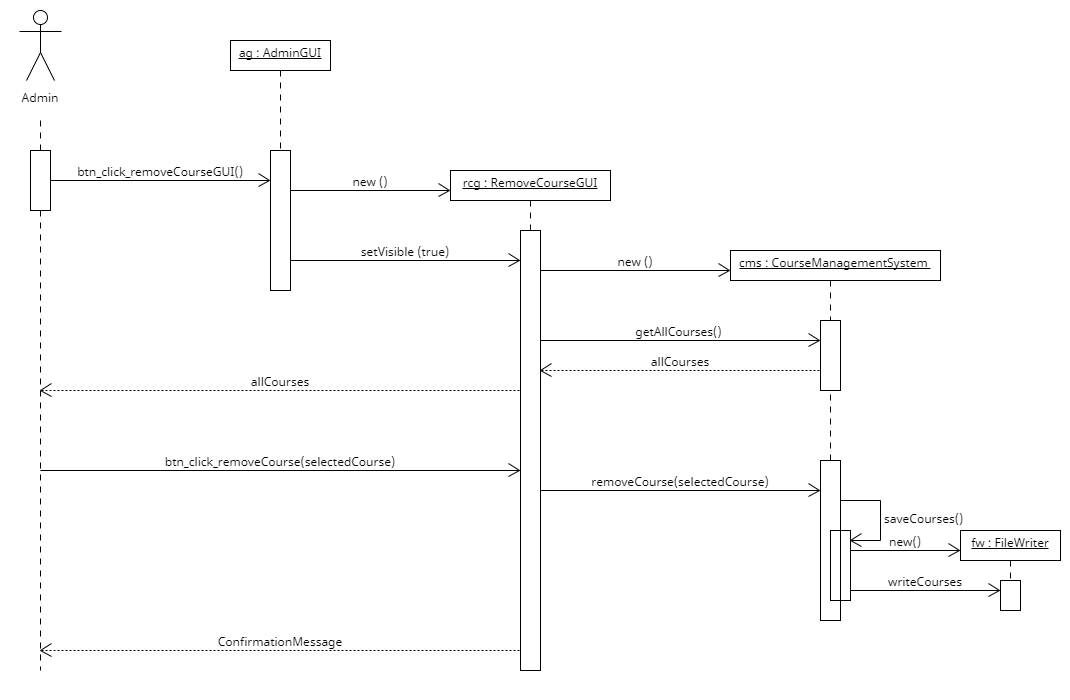 ag : AdminGUI
Admin
btn_click_removeCourseGUI()
new ()
rcg : RemoveCourseGUI
setVisible (true)
new ()
cms : CourseManagementSystem
getAllCourses()
allCourses
allCourses
btn_click_removeCourse(selectedCourse)
removeCourse(selectedCourse)
saveCourses()
new()
fw : FileWriter
writeCourses
ConfirmationMessage